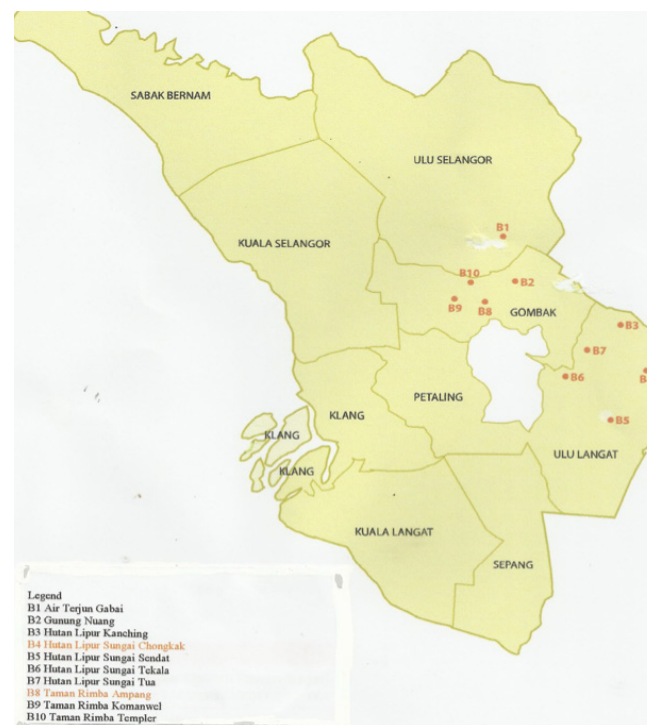 SABAK BERNAM
ULU SELANGOR
B1
KUALA SELANGOR
B10
B2
B9
B8
GOMBAK
B3
B7
B6
B
PETALING
KLANG
B5
KLANG
ULU LANGAT
KLANG
KUALA LANGAT
SEPANG
Legend
B1 Air Terjun Gabai
B2 Gunung Nuang
B3 Hutan Lipur Kanching
B4 Hutan Lipur Sungai Chongkak
B5 Hutan Lipur Sungai Sendat
B6 Hutan Lipur Sungai Tekala
B7 Hutan Lipur Sungai Tua
B8 Taman Rimba Ampang
B9 Taman Rimba Komanwel
B10 Taman Rimba Templer